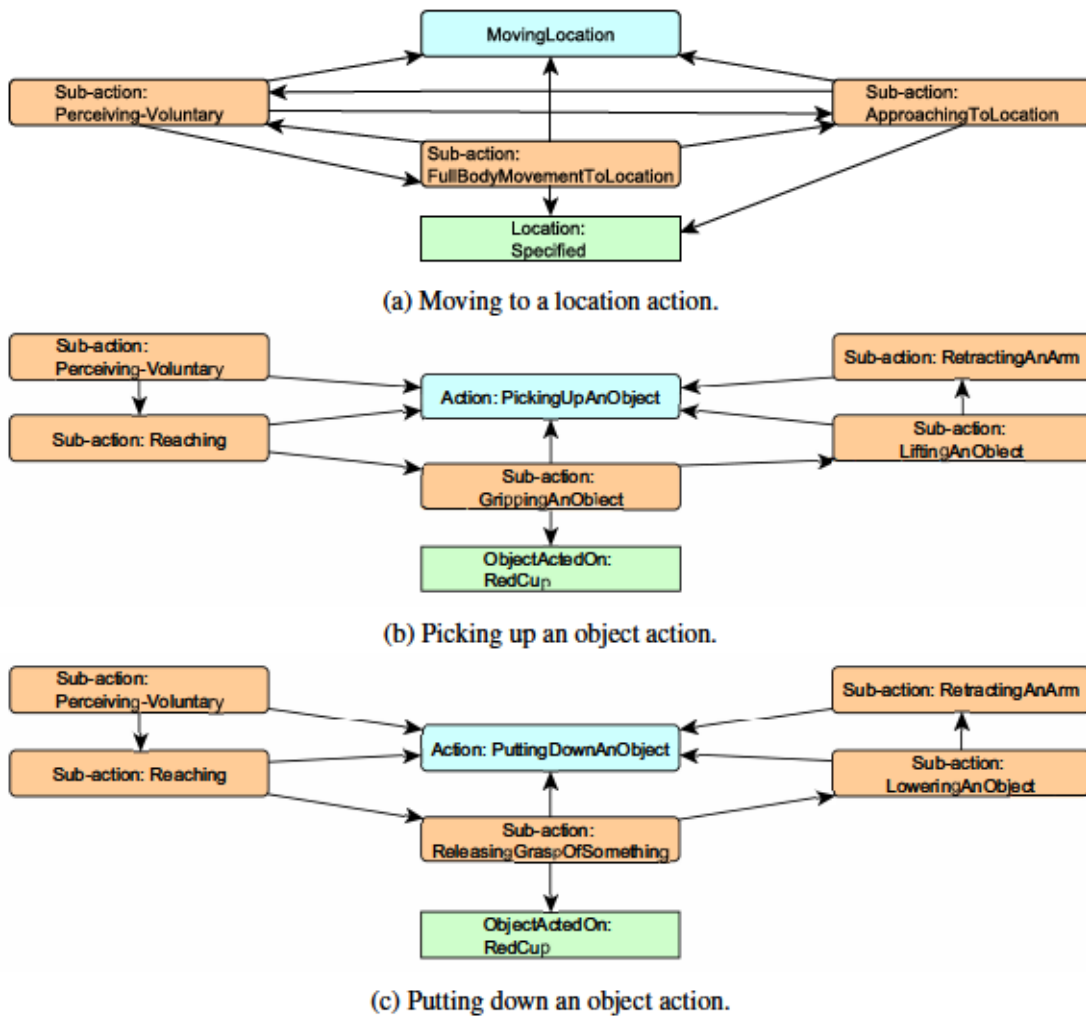 MovingLocation
Sub-action:
Perceiving-Voluntary
Sub-action:
ApproachingToLocation
Sub-action:
FullBodyMovementToLocation
Location:
Specified
(a) Moving to a location action.
Sub-action:
Perceiving-Voluntary
Sub-action: RetractingAnArm
Action: PickingUpAnObject
Sub-action: Reaching
Sub-action:
LiftingAnObject
Sub-action:
GrippingAnObject
ObjectActedOn:
RedCup
(b) Picking up an object action.
Sub-action:
Perceiving-Voluntary
Sub-action: RetractingAnArm
Action: PuttingDownAnObject
Sub-action: Reaching
Sub-action:
LoweringAnObject
Sub-action:
ReleasingGraspOfSomething
ObjectActedOn:
RedCup
(c) Putting down an object action.